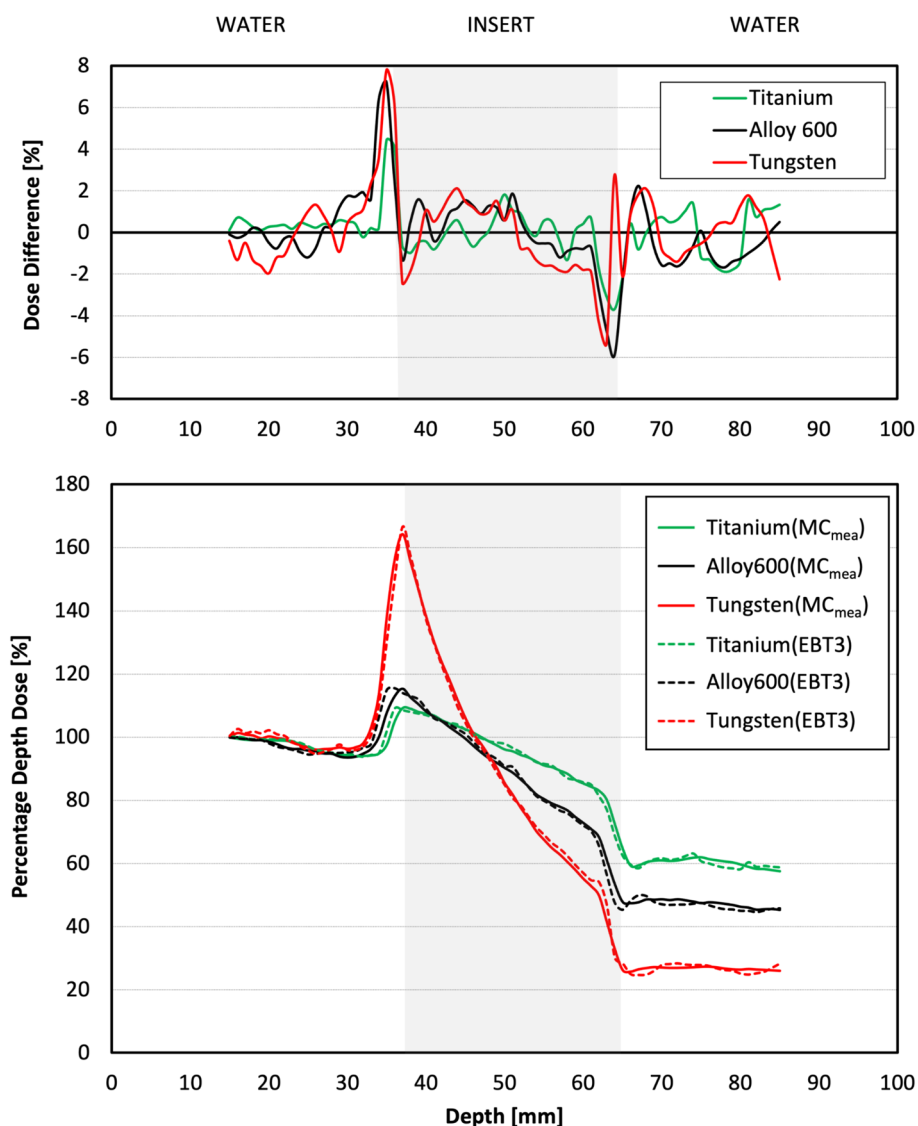 WATER INSERT WATER
Dose Difference [%]
8
6
4
2
0
-2
-4
-6
-8
Titanium
Alloy 600
Tungsten
0 10 20 30 40 50 60 70 80 90 100
Percentage Depth Dose [%]
180
160
140
120
100
80
60
40
20
0
Titanium(MCmea)
Alloy600(MCmea)
Tungsten(MCmea)
Titanium(EBT3)
Alloy600(EBT3)
Tungsten(EBT3)
0 10 20 30 40 50 60 70 80 90 100
Depth [mm]